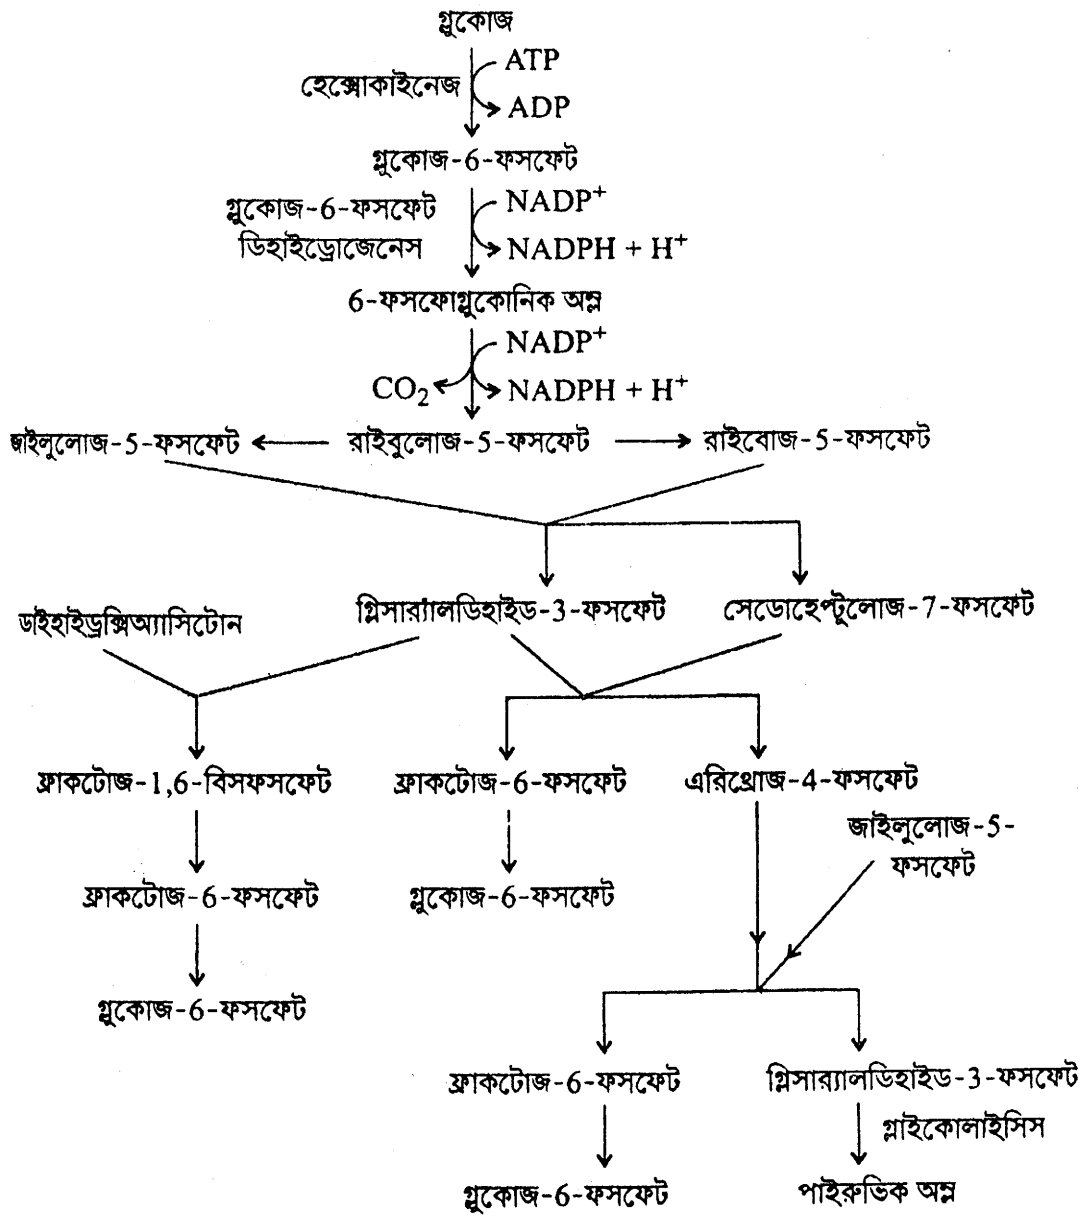 গ্লুকোজ
ATP
হেক্সোকাইনেজ
ADP
গ্লুকোজ-6-ফসফেট
NADP⁺
গ্লুকোজ-6-ফসফেট
ডিহাইড্রোজেনেস
NADPH + H⁺
6-ফসফোগ্লুকোনিক অম্ল
NADP⁺
CO₂
NADPH + H⁺
জাইলুলোজ-5-ফসফেট
রাইবুলোজ-5-ফসফেট
রাইবোজ-5-ফসফেট
ডাইহাইড্রক্সিঅ্যাসিটোন
গ্লিসার‍্যালডিহাইড-3-ফসফেট
সেডোহেপ্টুলোজ-7-ফসফেট
ফ্রাকটোজ-1,6-বিসফসফেট
ফ্রাকটোজ-6-ফসফেট
এরিথ্রোজ-4-ফসফেট
জাইলুলোজ-5-
ফসফেট
ফ্রাকটোজ-6-ফসফেট
গ্লুকোজ-6-ফসফেট
গ্লুকোজ-6-ফসফেট
ফ্রাকটোজ-6-ফসফেট
গ্লিসার‍্যালডিহাইড-3-ফসফেট
গ্লাইকোলাইসিস
গ্লুকোজ-6-ফসফেট
পাইরুভিক অম্ল